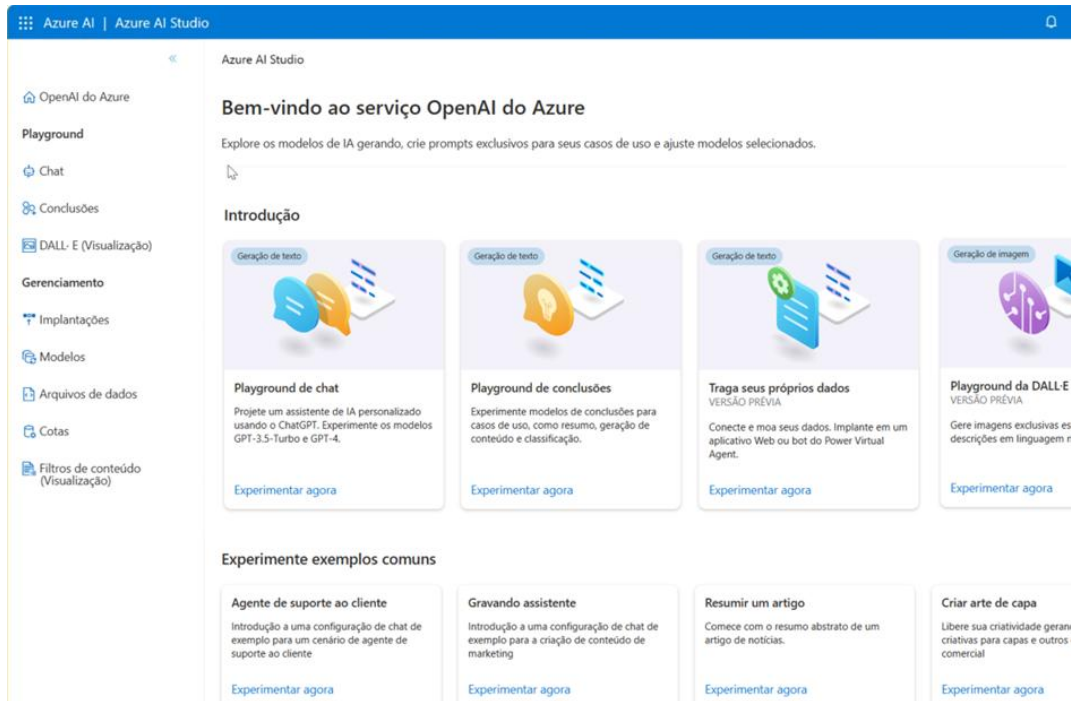 Azure AI | Azure AI Studio
Azure AI Studio
OpenAI do Azure
Playground
Chat
Conclusões
DALL· E (Visualização)
Gerenciamento
Implantações
Modelos
Arquivos de dados
Cotas
Filtros de conteúdo
(Visualização)
Bem-vindo ao serviço OpenAI do Azure
Explore os modelos de IA gerando, crie prompts exclusivos para seus casos de uso e ajuste modelos selecionados.
Introdução
Geração de texto
Playground de chat
Projete um assistente de IA personalizado
usando o ChatGPT. Experimente os modelos
GPT-3.5-Turbo e GPT-4.
Experimentar agora
Geração de texto
Playground de conclusões
Experimente modelos de conclusões para
casos de uso, como resumo, geração de
conteúdo e classificação.
Experimentar agora
Geração de texto
Traga seus próprios dados
VERSÃO PRÉVIA
Conecte e moa seus dados. Implante em um
aplicativo Web ou bot do Power Virtual
Agent.
Experimentar agora
Geração de imagem
Playground da DALL·E
VERSÃO PRÉVIA
Gere imagens exclusivas
descrições em linguagem
Experimentar agora
Experimente exemplos comuns
Agente de suporte ao cliente
Introdução a uma configuração de chat de
exemplo para um cenário de agente de
suporte ao cliente
Experimentar agora
Gravando assistente
Introdução a uma configuração de chat de
exemplo para a criação de conteúdo de
marketing
Experimentar agora
Resumir um artigo
Comece com o resumo abstrato de um
artigo de notícias.
Experimentar agora
Criar arte de capa
Libere sua criatividade
criativas para capas e outros
comercial
Experimentar agora